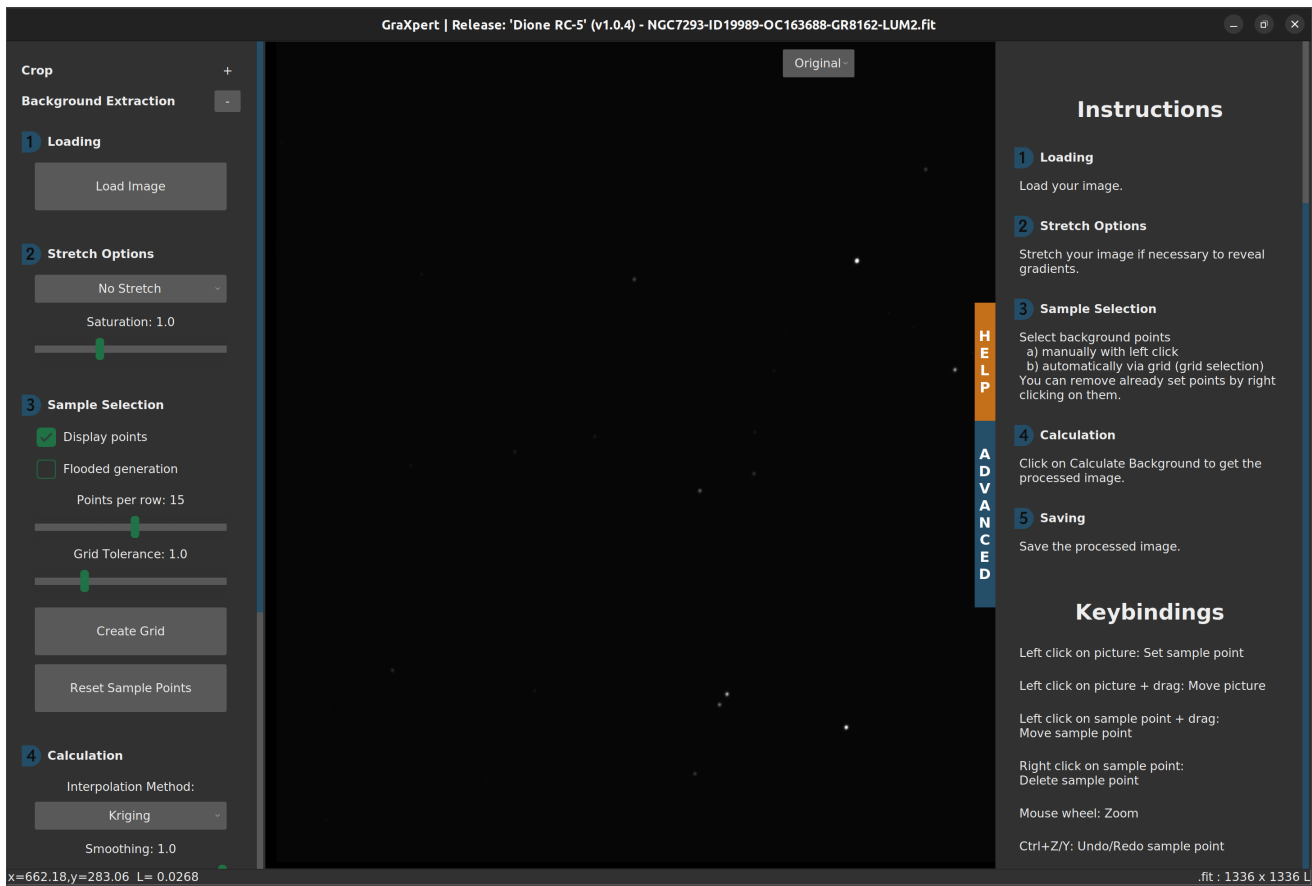 GraXpert | Release: 'Dione RC-5' (v1.0.4) - NGC7293-ID19989-OC163688-GR8162-LUM2.fit
Crop +
Background Extraction -
1 Loading
Load Image
2 Stretch Options
No Stretch
Saturation: 1.0
3 Sample Selection
Display points
Flooded generation
Points per row: 15
Grid Tolerance: 1.0
Create Grid
Reset Sample Points
4 Calculation
Interpolation Method:
Kriging
Smoothing: 1.0
Original
HELP
ADVANCED
Instructions
1 Loading
Load your image.
2 Stretch Options
Stretch your image if necessary to reveal
gradients.
3 Sample Selection
Select background points
a) manually with left click
b) automatically via grid (grid selection)
You can remove already set points by right
clicking on them.
4 Calculation
Click on Calculate Background to get the
processed image.
5 Saving
Save the processed image.
Keybindings
Left click on picture: Set sample point
Left click on picture + drag: Move picture
Left click on sample point + drag:
Move sample point
Right click on sample point:
Delete sample point
Mouse wheel: Zoom
Ctrl+Z/Y: Undo/Redo sample point
x=662.18,y=283.06 L= 0.0268
.fit : 1336 x 1336 L